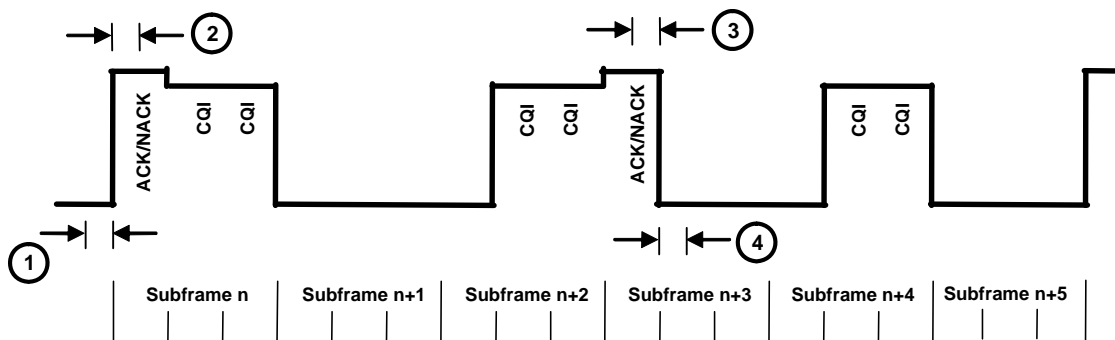 2
3
ACK/NACK
CQI
CQI
CQI
CQI
ACK/NACK
CQI
CQI
1
4
Subframe n
Subframe n+1
Subframe n+2
Subframe n+3
Subframe n+4
Subframe n+5